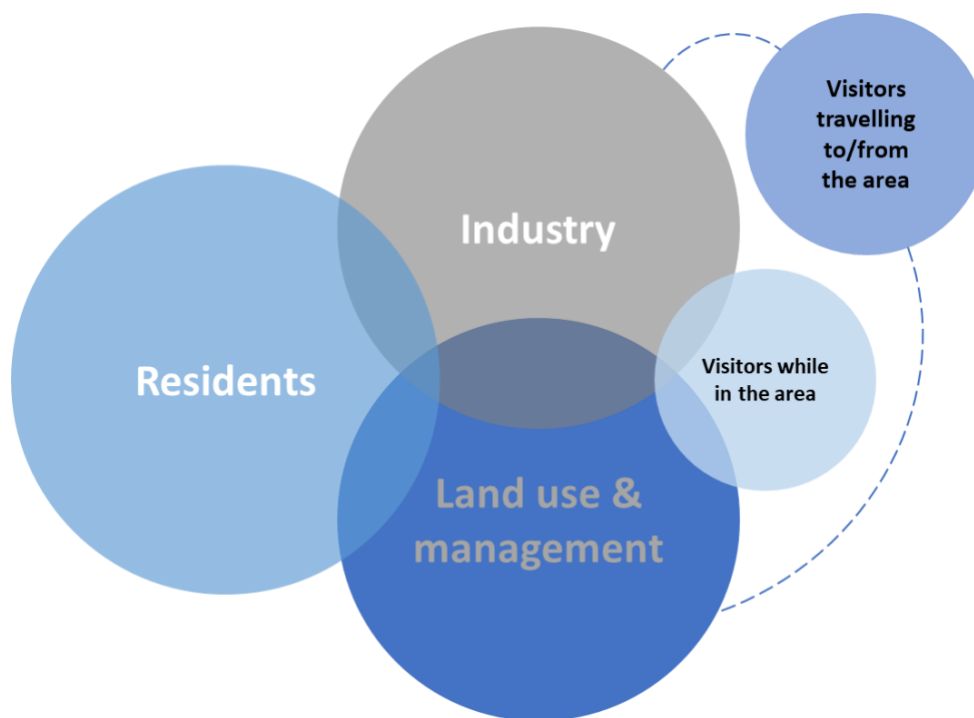 Visitors
travelling
to/from
the area
Industry
Residents
Visitors while
in the area
Land use &
management